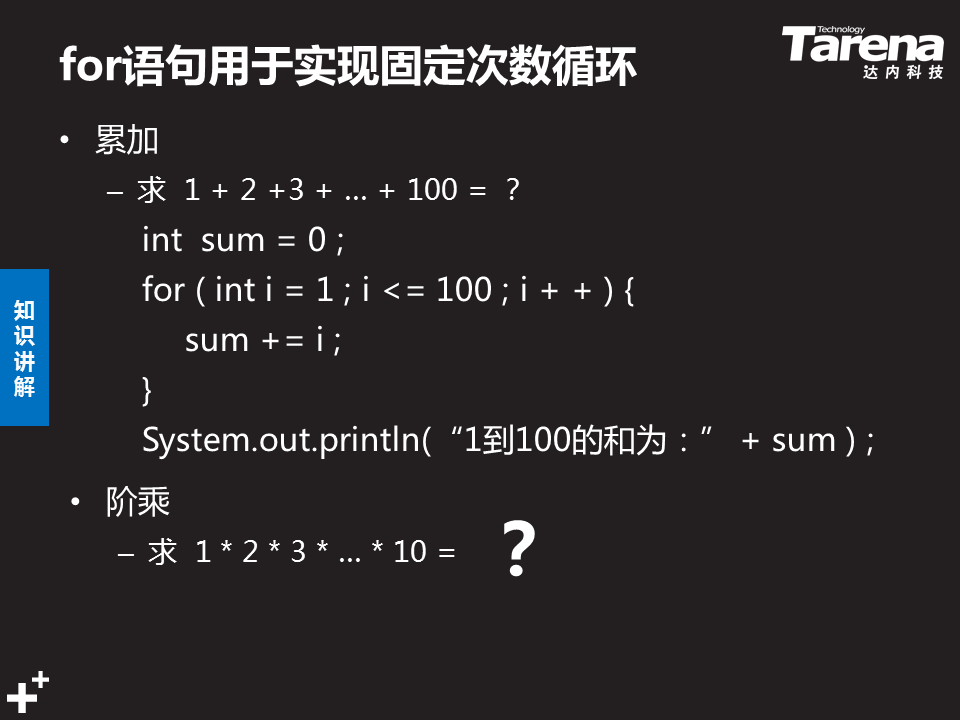 for语句用于实现固定次数循环
Technology
Tarena
达内科技
• 累加
– 求 1 + 2 +3 + … + 100 = ？
int sum = 0 ;
for ( int i = 1 ; i <= 100 ; i + + ) {
sum += i ;
}
System.out.println( “1到100的和为：” + sum ) ;
• 阶乘
– 求 1 * 2 * 3 * … * 10 = ？
知识讲解